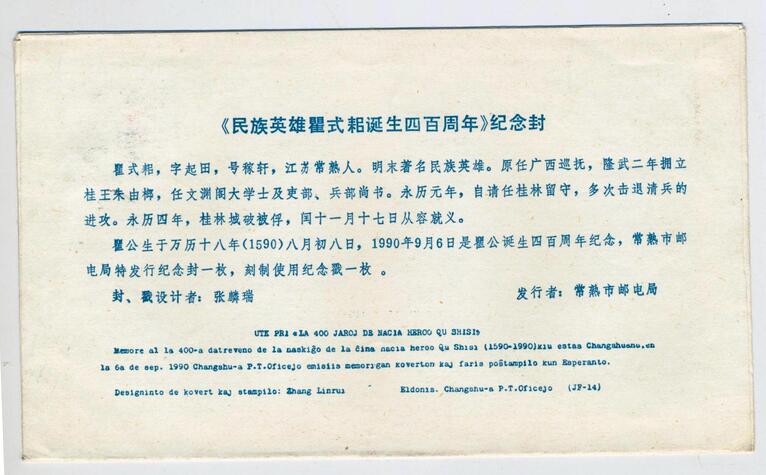 《民族英雄瞿式耜诞生四百周年》纪念封
瞿式耜，字起田，号稼轩，江苏常熟人。明末著名民族英雄。原任广西巡抚，隆武二年拥立
桂王朱由榔，任文渊阁大学士及吏部、兵部尚书。永历元年，自请任桂林留守，多次击退清兵的
进攻。永历四年，桂林城破被俘，闰十一月十七日从容就义。
瞿公生于万历十八年(1590)八月初八日，1990年9月6日是瞿公诞生四百周年纪念，常熟市邮
电局特发行纪念封一枚，刻制使用纪念戳一枚。
封、戳设计者：张麟瑞 发行者：常熟市邮电局
UTE PRI «LA 400 JAROJ DE NACIA HEROO QU SHISI»
Memore al la 400-a datreveno de la naskiĝo de la ĉina nacia heroo Qu Shisi (1590-1990)kiu estas Changshuano,en
la 6a de sep. 1990 Changshu-a P.T.Oficejo emisiis memorigan koverton kaj faris poŝtampilo kun Esperanto.
Designinto de kovert kaj stampilo: Zhang Linrui Eldonis. Changshu-a P.T.Oficejo (JF-14)